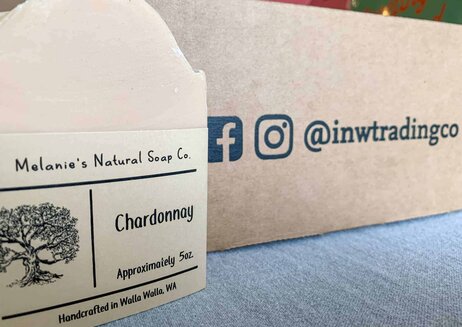 Melanie's Natural Soap Co.
Chardonnay
Approximately 5oz.
Handcrafted in Walla Walla, WA
@inwtradingco